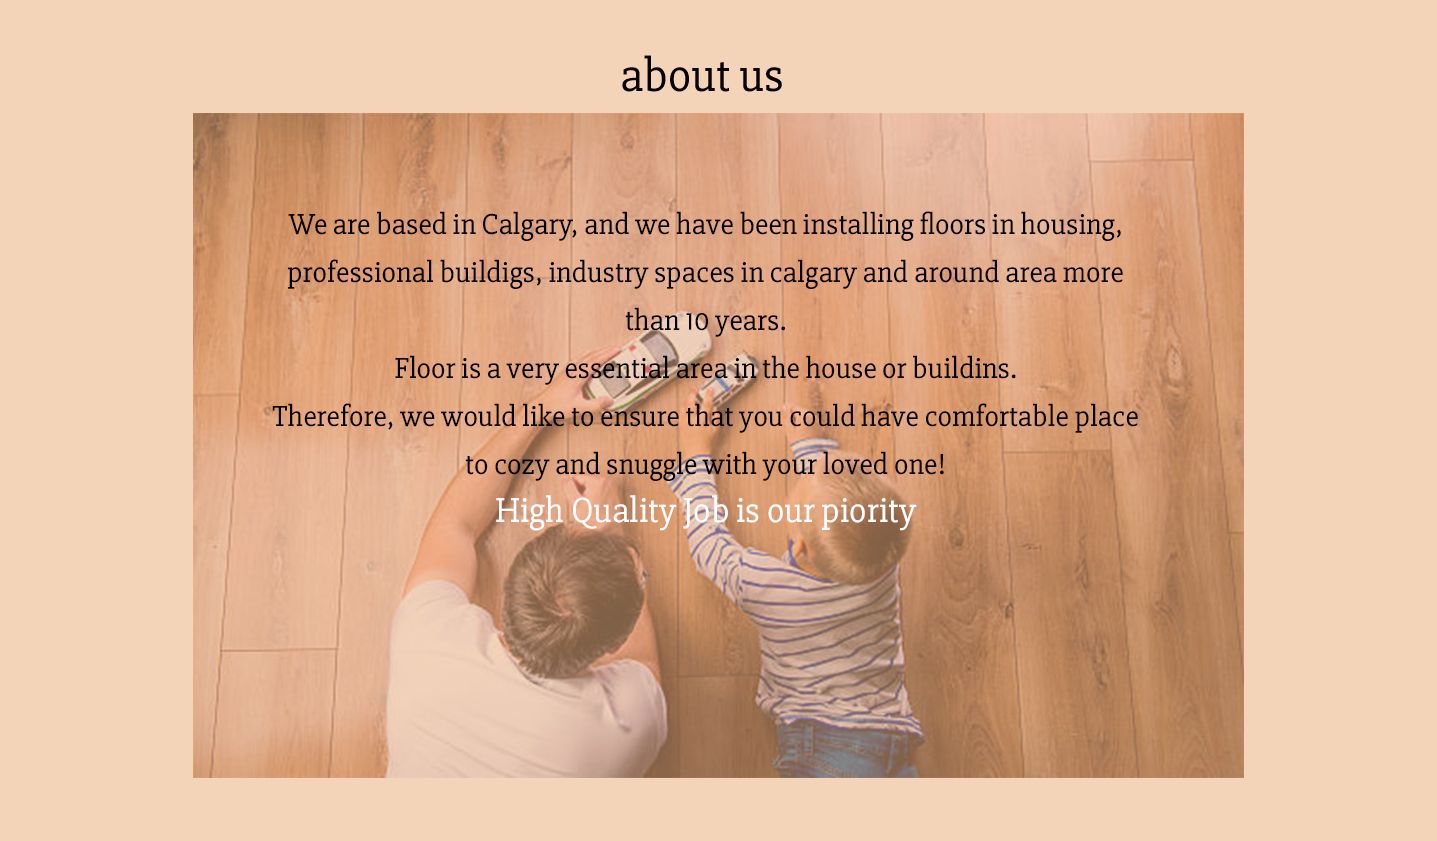 about us
We are based in Calgary, and we have been installing floors in housing,
professional buildigs, industry spaces in calgary and around area more
than 10 years.
Floor is a very essential area in the house or buildins.
Therefore, we would like to ensure that you could have comfortable place
to cozy and snuggle with your loved one!
High Quality Job is our piority